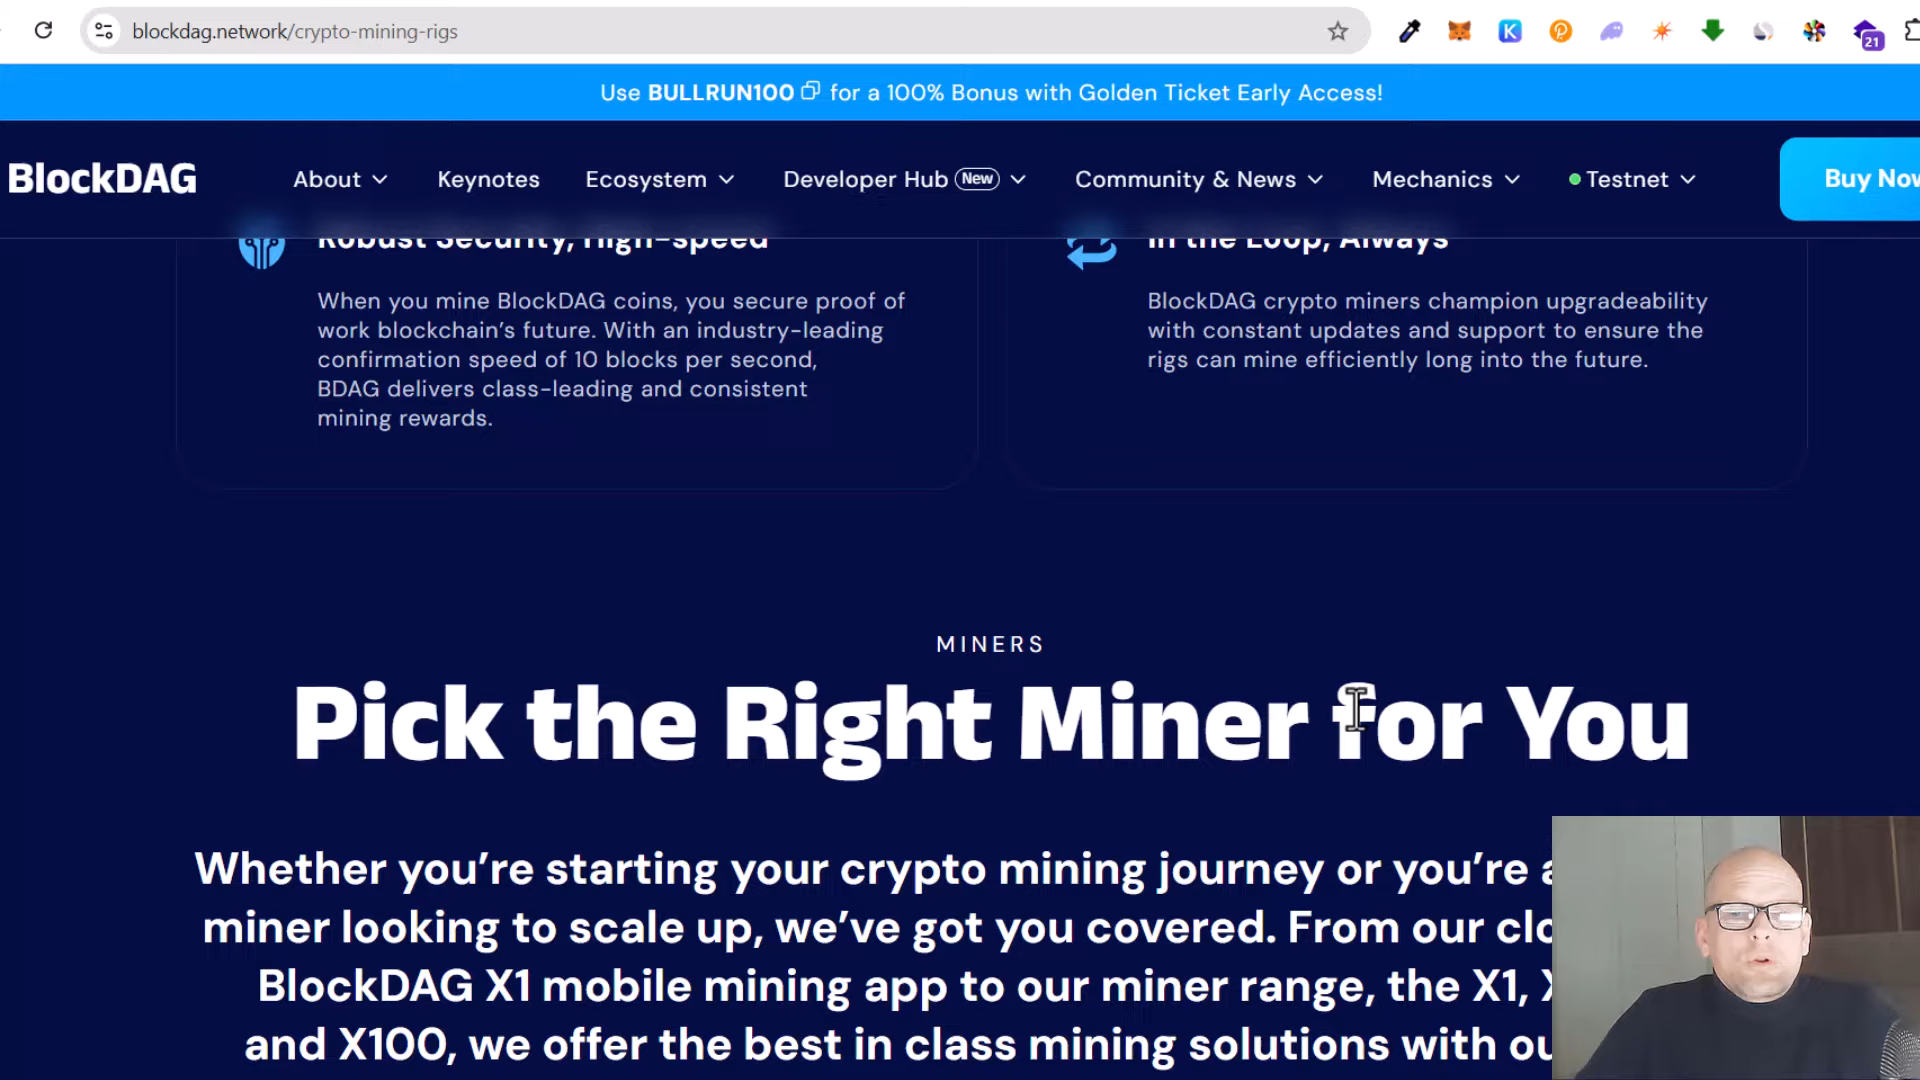 blockdag.network/crypto-mining-rigs
21
Use BULLRUN100 for a 100% Bonus with Golden Ticket Early Access!
BlockDAG About Keynotes Ecosystem Developer Hub New Community & News Mechanics Testnet Buy Now
Robust Security, High-speed
In the Loop, Always
When you mine BlockDAG coins, you secure proof of
work blockchain’s future. With an industry-leading
confirmation speed of 10 blocks per second,
BDAG delivers class-leading and consistent
mining rewards.
BlockDAG crypto miners champion upgradeability
with constant updates and support to ensure the
rigs can mine efficiently long into the future.
MINERS
Pick the Right Miner for You
Whether you’re starting your crypto mining journey or you’re a
miner looking to scale up, we’ve got you covered. From our
BlockDAG X1 mobile mining app to our miner range, the X1,
and X100, we offer the best in class mining solutions with